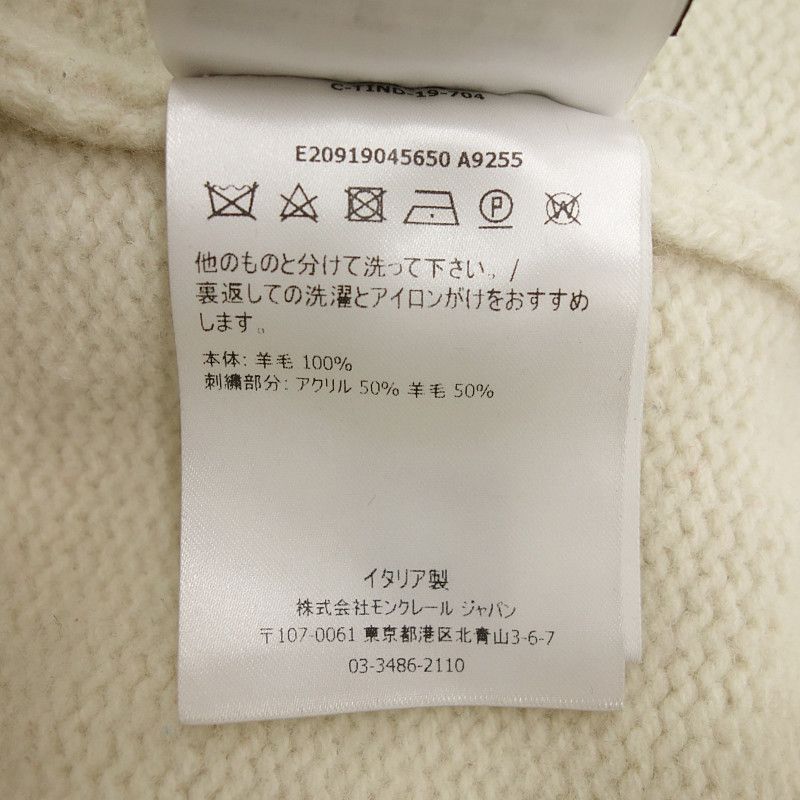 C-TIND-19-704
E20919045650 A9255
P
W
他のものと分けて洗って下さい。/
裏返しての洗濯とアイロンがけをおすすめ
します。
本体: 羊毛 100%
刺繍部分: アクリル 50% 羊毛 50%
イタリア製
株式会社モンクレール ジャパン
〒107-0061 東京都港区北青山3-6-7
03-3486-2110